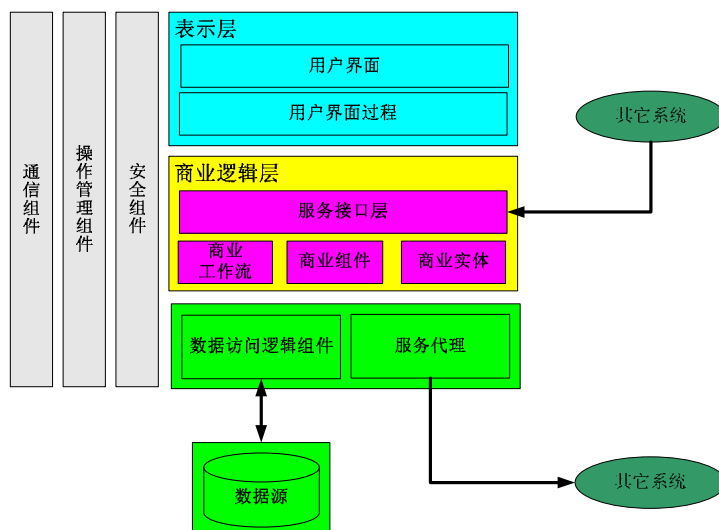 通信组件
操作管理组件
安全组件
表示层
用户界面
用户界面过程
商业逻辑层
服务接口层
商业
工作流
商业组件
商业实体
数据访问逻辑组件
服务代理
数据源
其它系统
其它系统